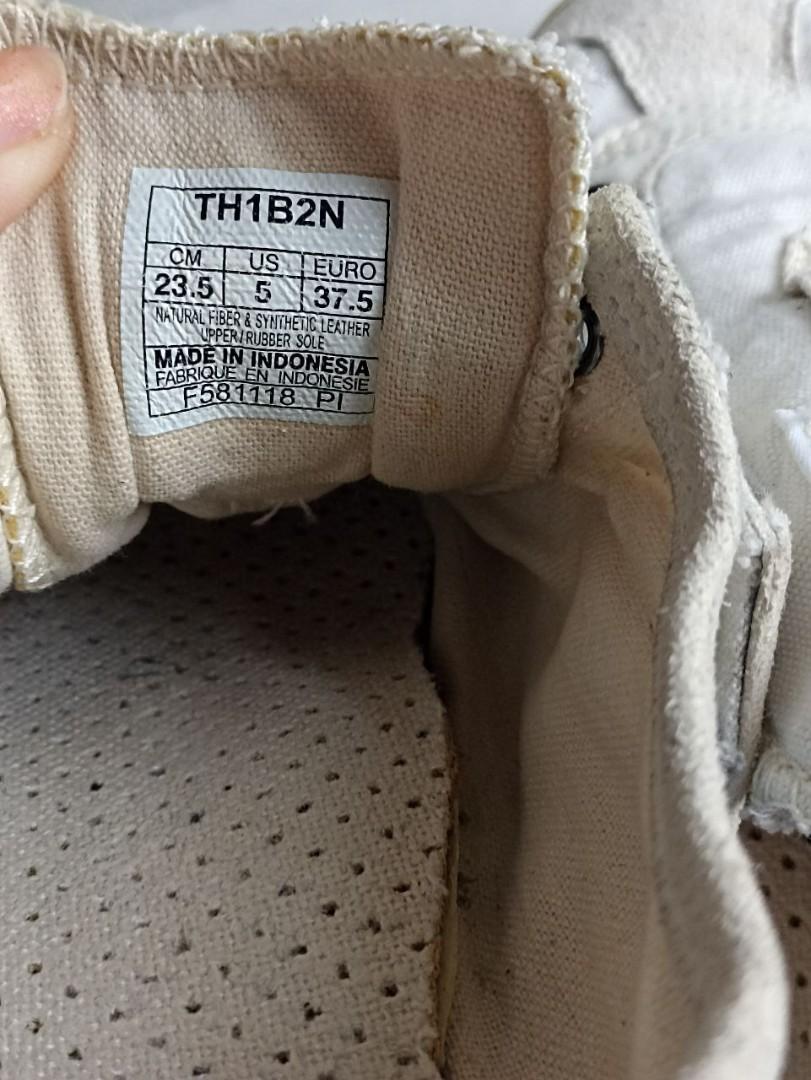 TH1B2N
CM US EURO
23.5 5 37.5
NATURAL FIBER & SYNTHETIC LEATHER
UPPER/RUBBER SOLE
MADE IN INDONESIA
FABRIQUE EN INDONESIE
F581118 PI